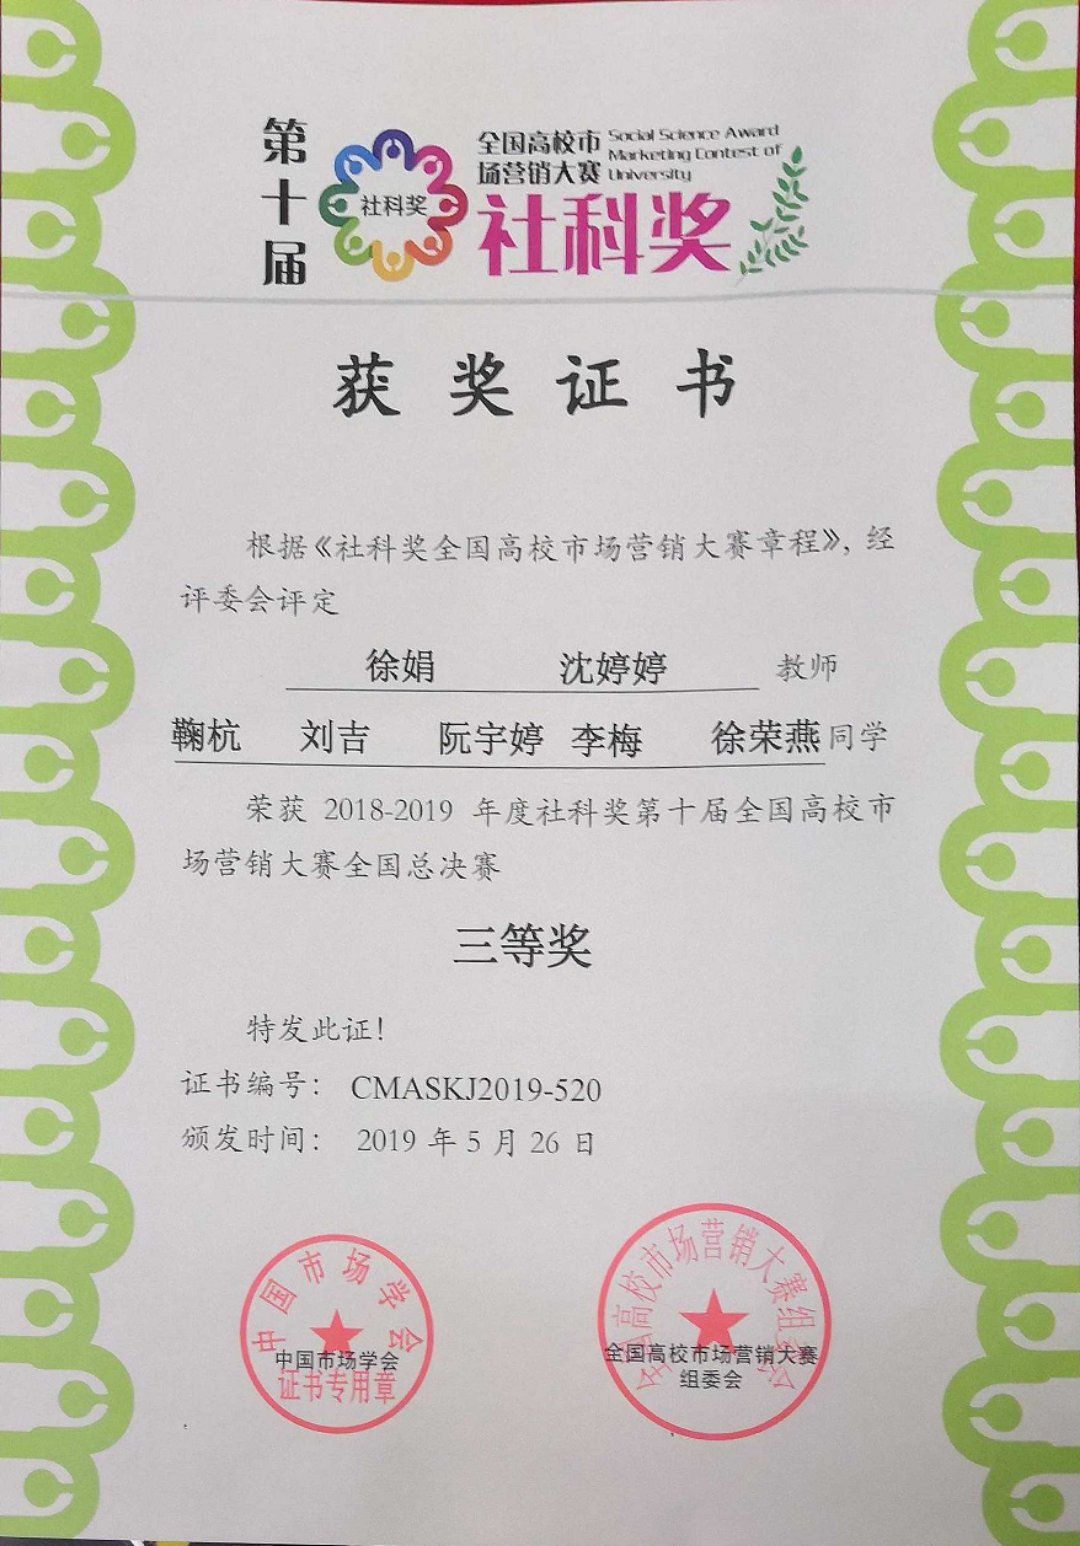 第十届
社科奖
全国高校市 Social Science Award
场营销大赛 Marketing Contest of
University
社科奖
获奖证书
根据《社科奖全国高校市场营销大赛章程》，经
评委会评定
徐娟 沈婷婷 教师
鞠杭 刘吉 阮宇婷 李梅 徐荣燕同学
荣获 2018-2019 年度社科奖第十届全国高校市
场营销大赛全国总决赛
三等奖
特发此证！
证书编号： CMASKJ2019-520
颁发时间： 2019 年 5 月 26 日
中国市场学会
中国市场学会
证书专用章
全国高校市场营销大赛组委会
全国高校市场营销大赛
组委会